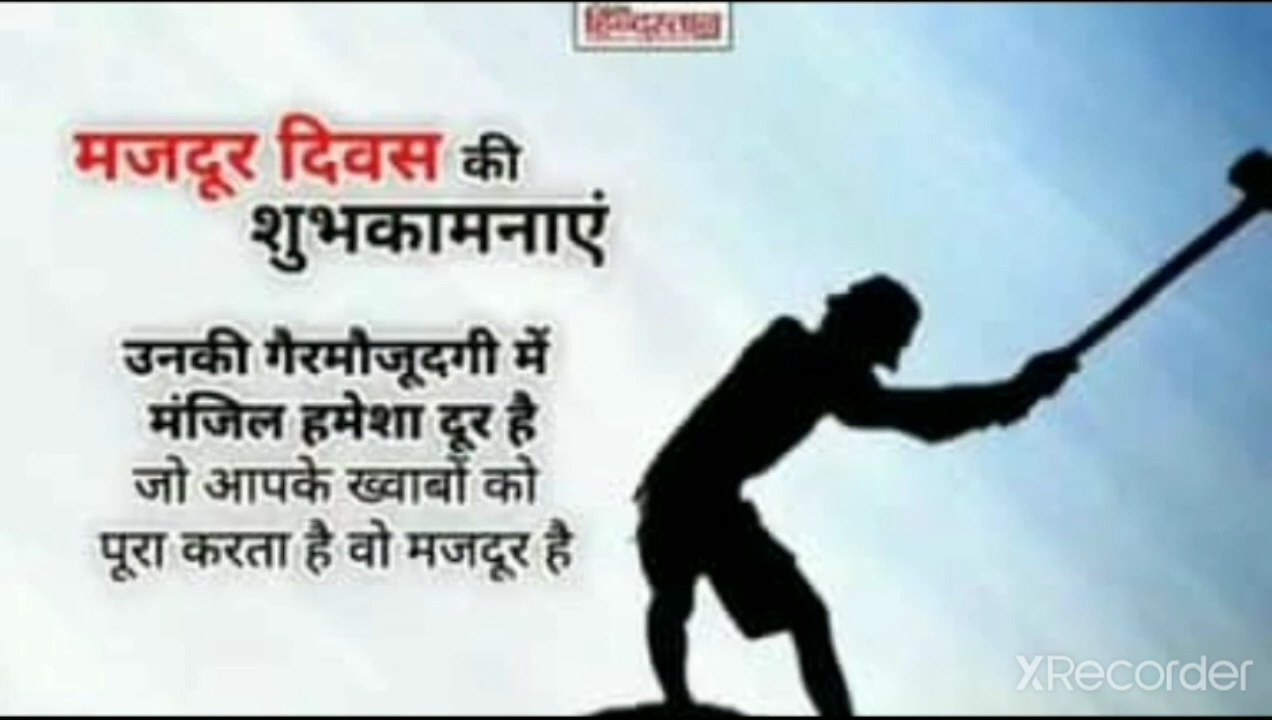 हिन्दुस्तान
मजदूर दिवस की
शुभकामनाएं
उनकी गैरमौजूदगी में
मंजिल हमेशा दूर है
जो आपके ख्वाबों को
पूरा करता है वो मजदूर है
XRecorder